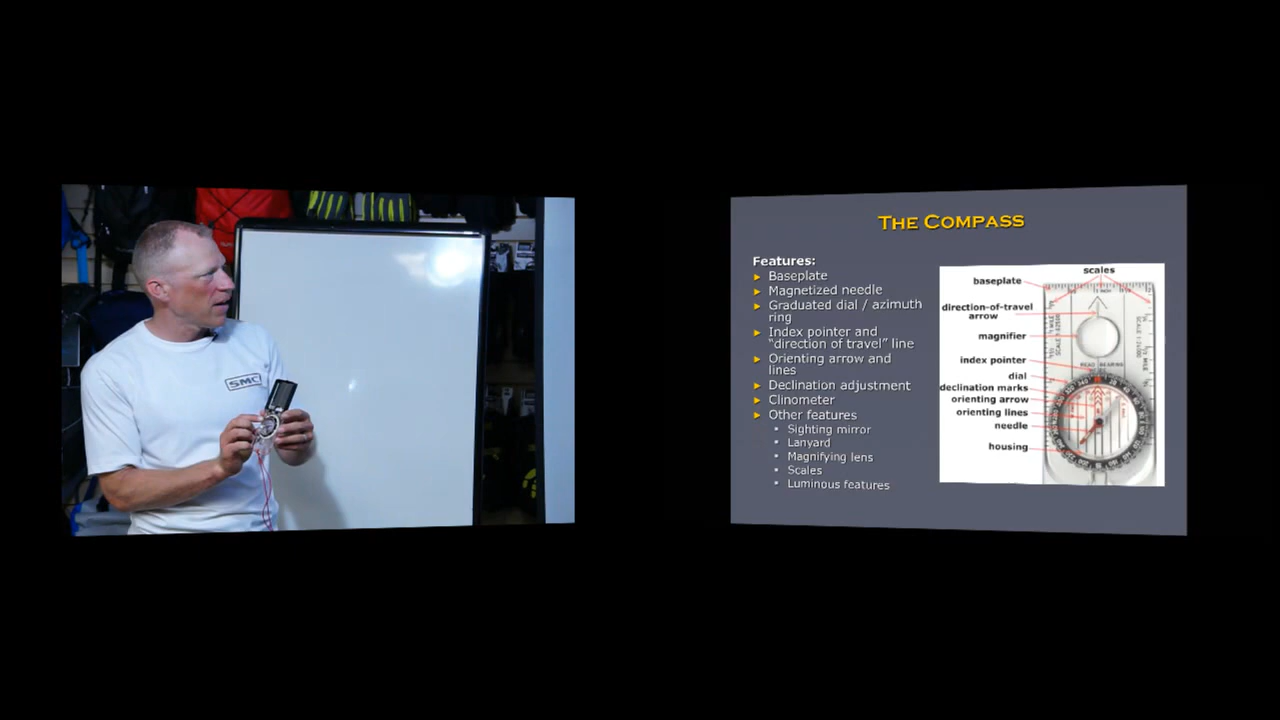 SMC
THE COMPASS
Features:
Baseplate
Magnetized needle
Graduated dial / azimuth
ring
Index pointer and
"direction of travel" line
Orienting arrow and
lines
Declination adjustment
Clinometer
Other features
Sighting mirror
Lanyard
Magnifying lens
Scales
Luminous features
scales
baseplate
direction-of-travel
arrow
magnifier
index pointer
dial
declination marks
orienting arrow
orienting lines
needle
housing
READ BEARING